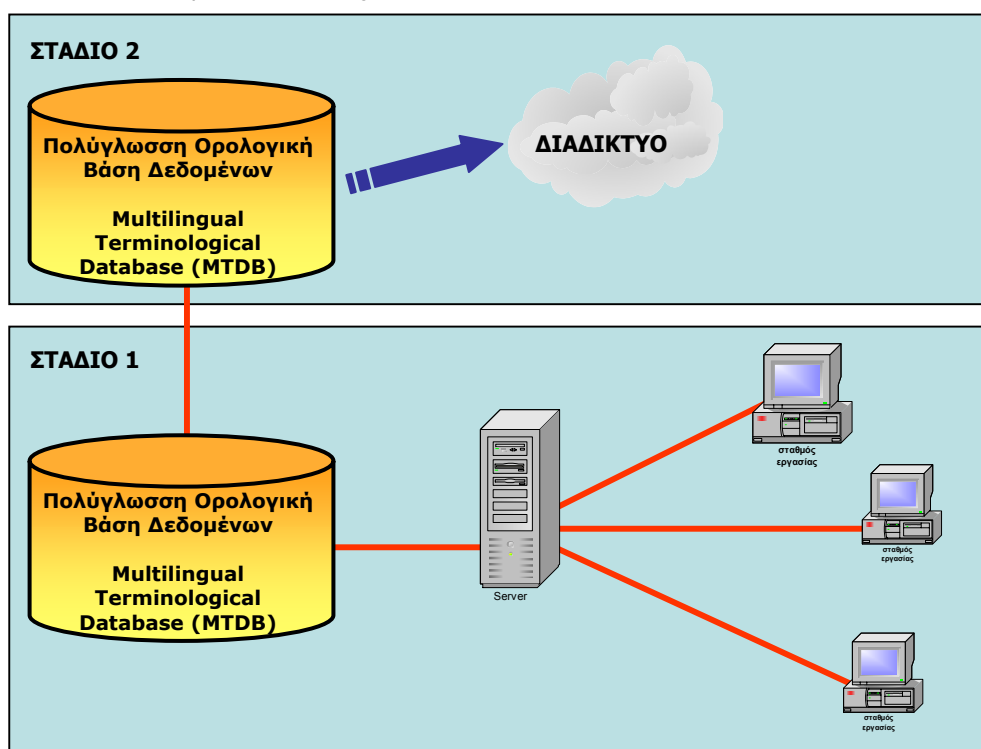 ΣΤΑΔΙΟ 2
Πολύγλωσση Ορολογική
Βάση Δεδομένων
Multilingual
Terminological
Database (MTDB)
ΔΙΑΔΙΚΤΥΟ
ΣΤΑΔΙΟ 1
Πολύγλωσση Ορολογική
Βάση Δεδομένων
Multilingual
Terminological
Database (MTDB)
Server
σταθμός
εργασίας
σταθμός
εργασίας
σταθμός
εργασίας